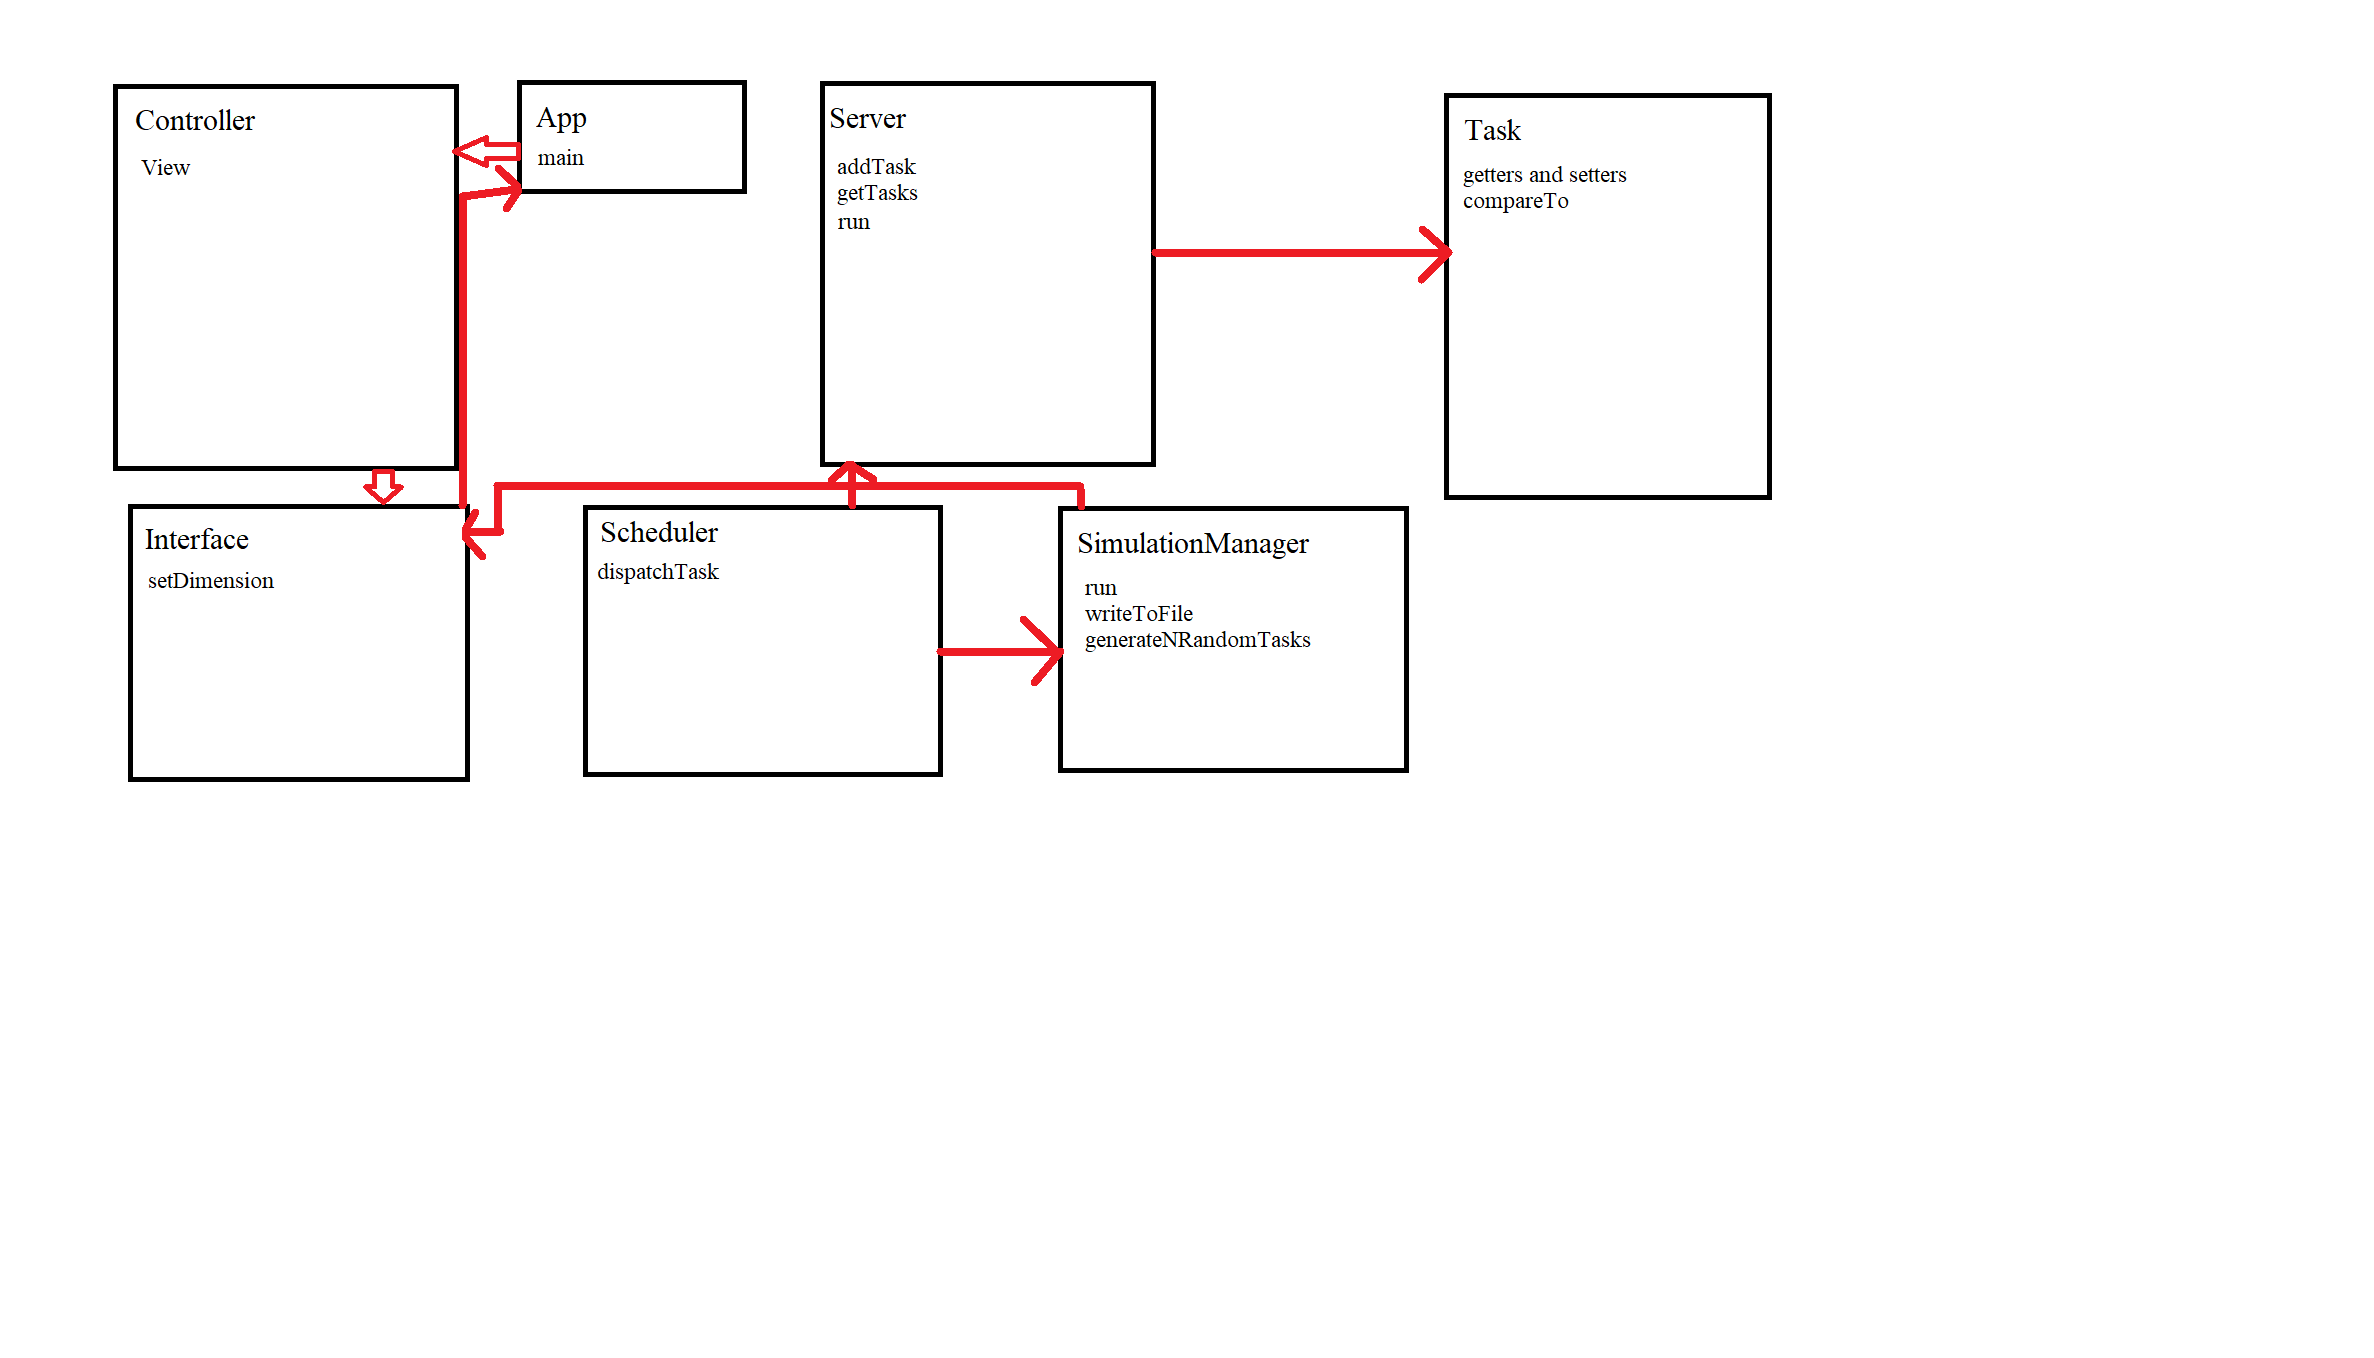 Controller
View
App
main
Server
addTask
getTasks
run
Task
getters and setters
compareTo
Interface
setDimension
Scheduler
dispatchTask
SimulationManager
run
writeToFile
generateNRandomTasks